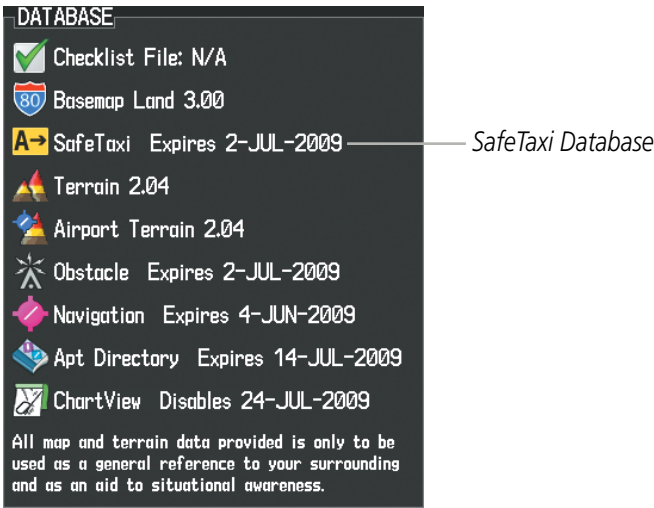 DATABASE
Checklist File: N/A
80 Basemap Land 3.00
A→ SafeTaxi Expires 2-JUL-2009 SafeTaxi Database
Terrain 2.04
Airport Terrain 2.04
Obstacle Expires 2-JUL-2009
Navigation Expires 4-JUN-2009
Apt Directory Expires 14-JUL-2009
ChartView Disables 24-JUL-2009
All map and terrain data provided is only to be
used as a general reference to your surrounding
and as an aid to situational awareness.